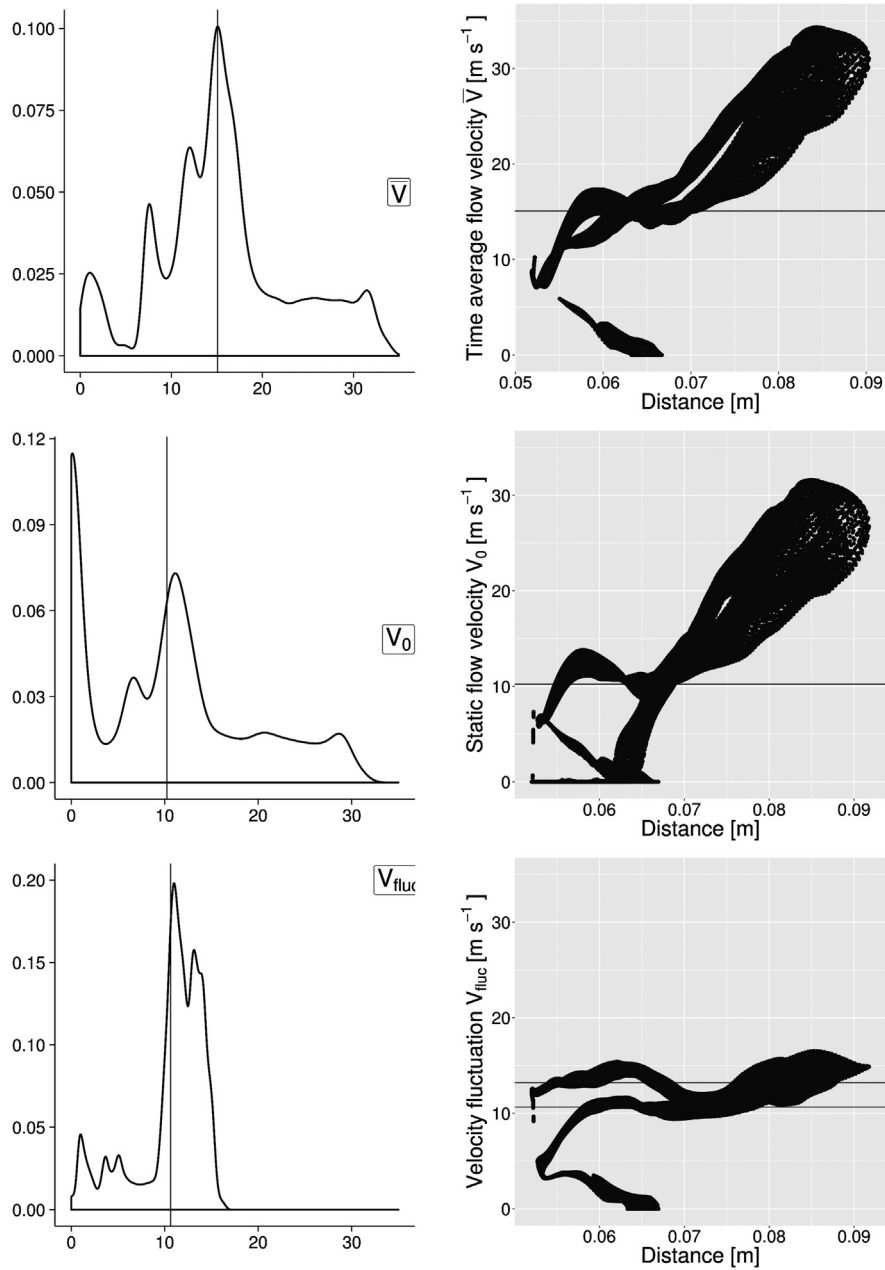 0.100
0.075
0.050
0.025
0.000
0 10 20 30
V̅
Time average flow velocity V̅ [m s⁻¹]
30
20
10
0
0.05 0.06 0.07 0.08 0.09
Distance [m]
0.12
0.09
0.06
0.03
0.00
0 10 20 30
V₀
Static flow velocity V₀ [m s⁻¹]
30
20
10
0
0.06 0.07 0.08 0.09
Distance [m]
0.20
0.15
0.10
0.05
0.00
0 10 20 30
V_fluc
Velocity fluctuation V_fluc [m s⁻¹]
30
20
10
0
0.06 0.07 0.08 0.09
Distance [m]